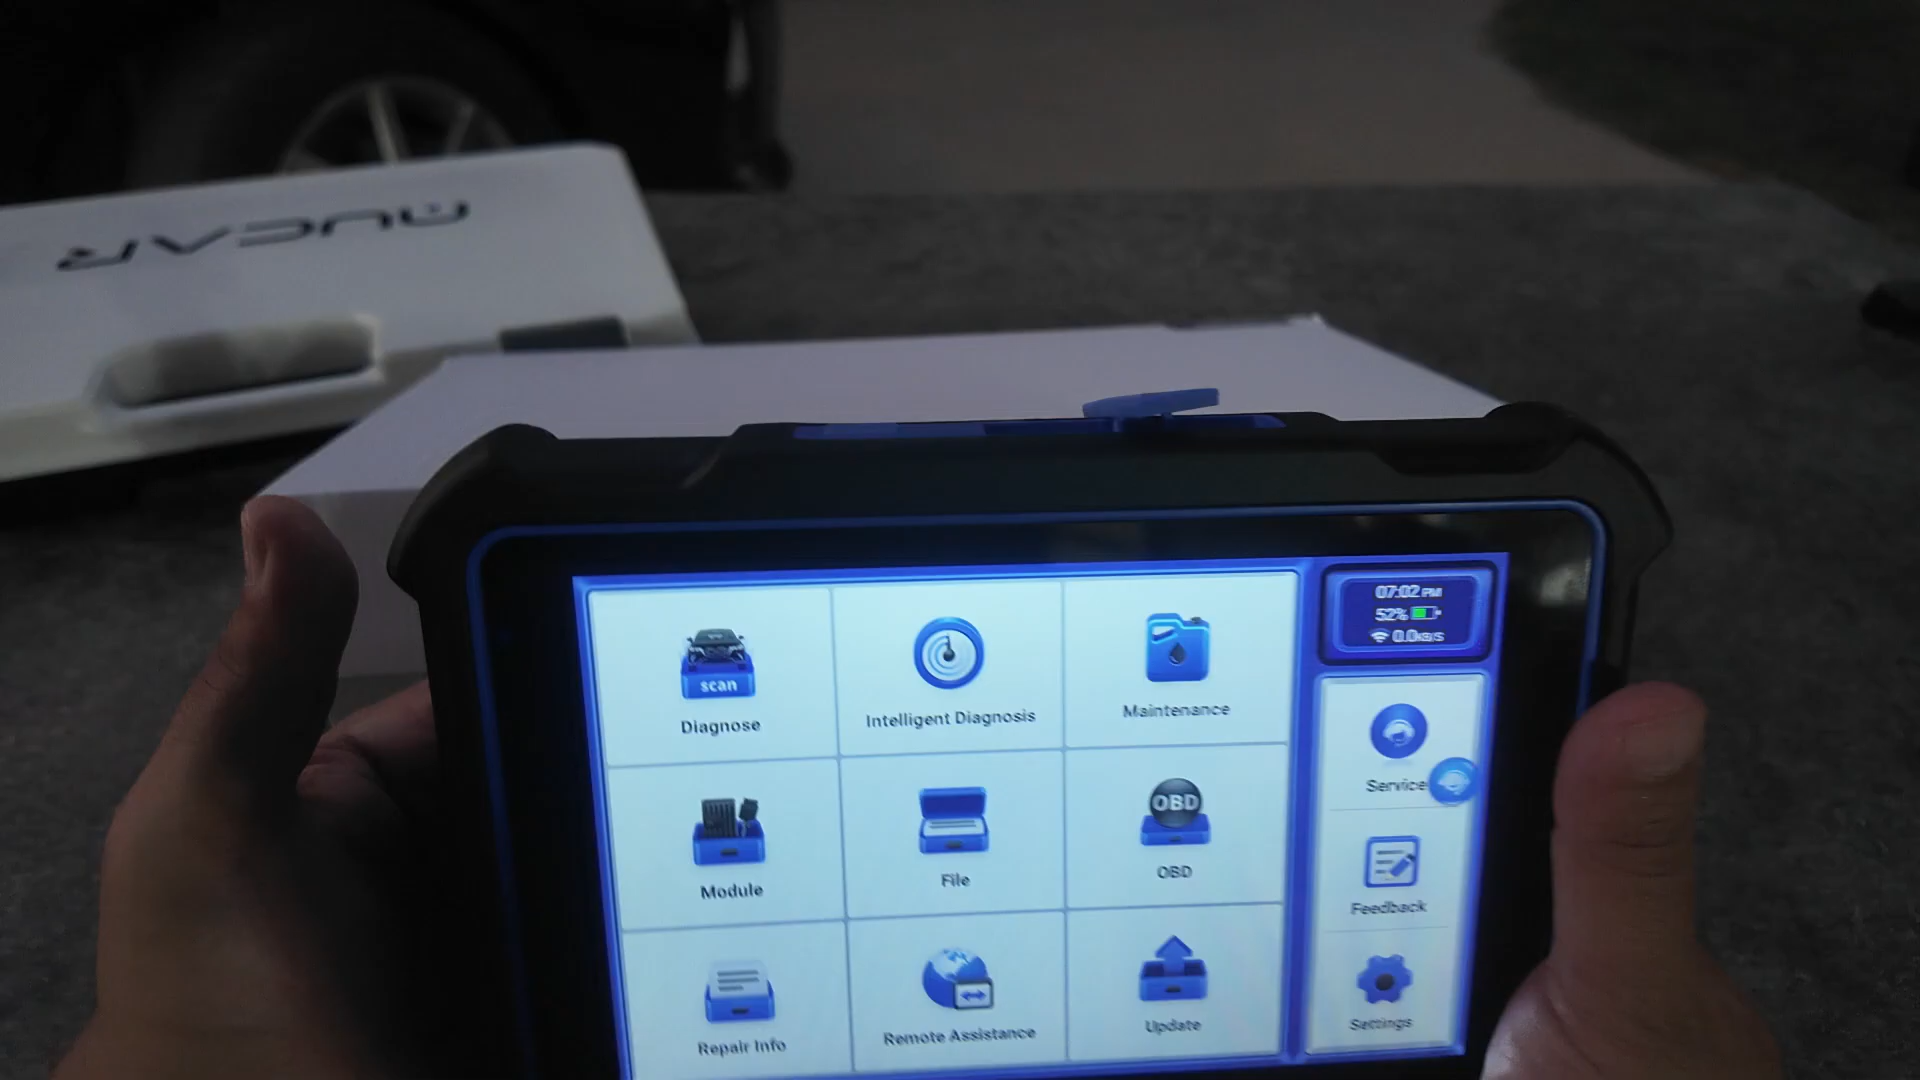 MUCAR
07:02 PM
52%
0.0KB/s
scan
Diagnose
Intelligent Diagnosis
Maintenance
Service
Module
File
OBD
OBD
Feedback
Repair Info
Remote Assistance
Update
Settings